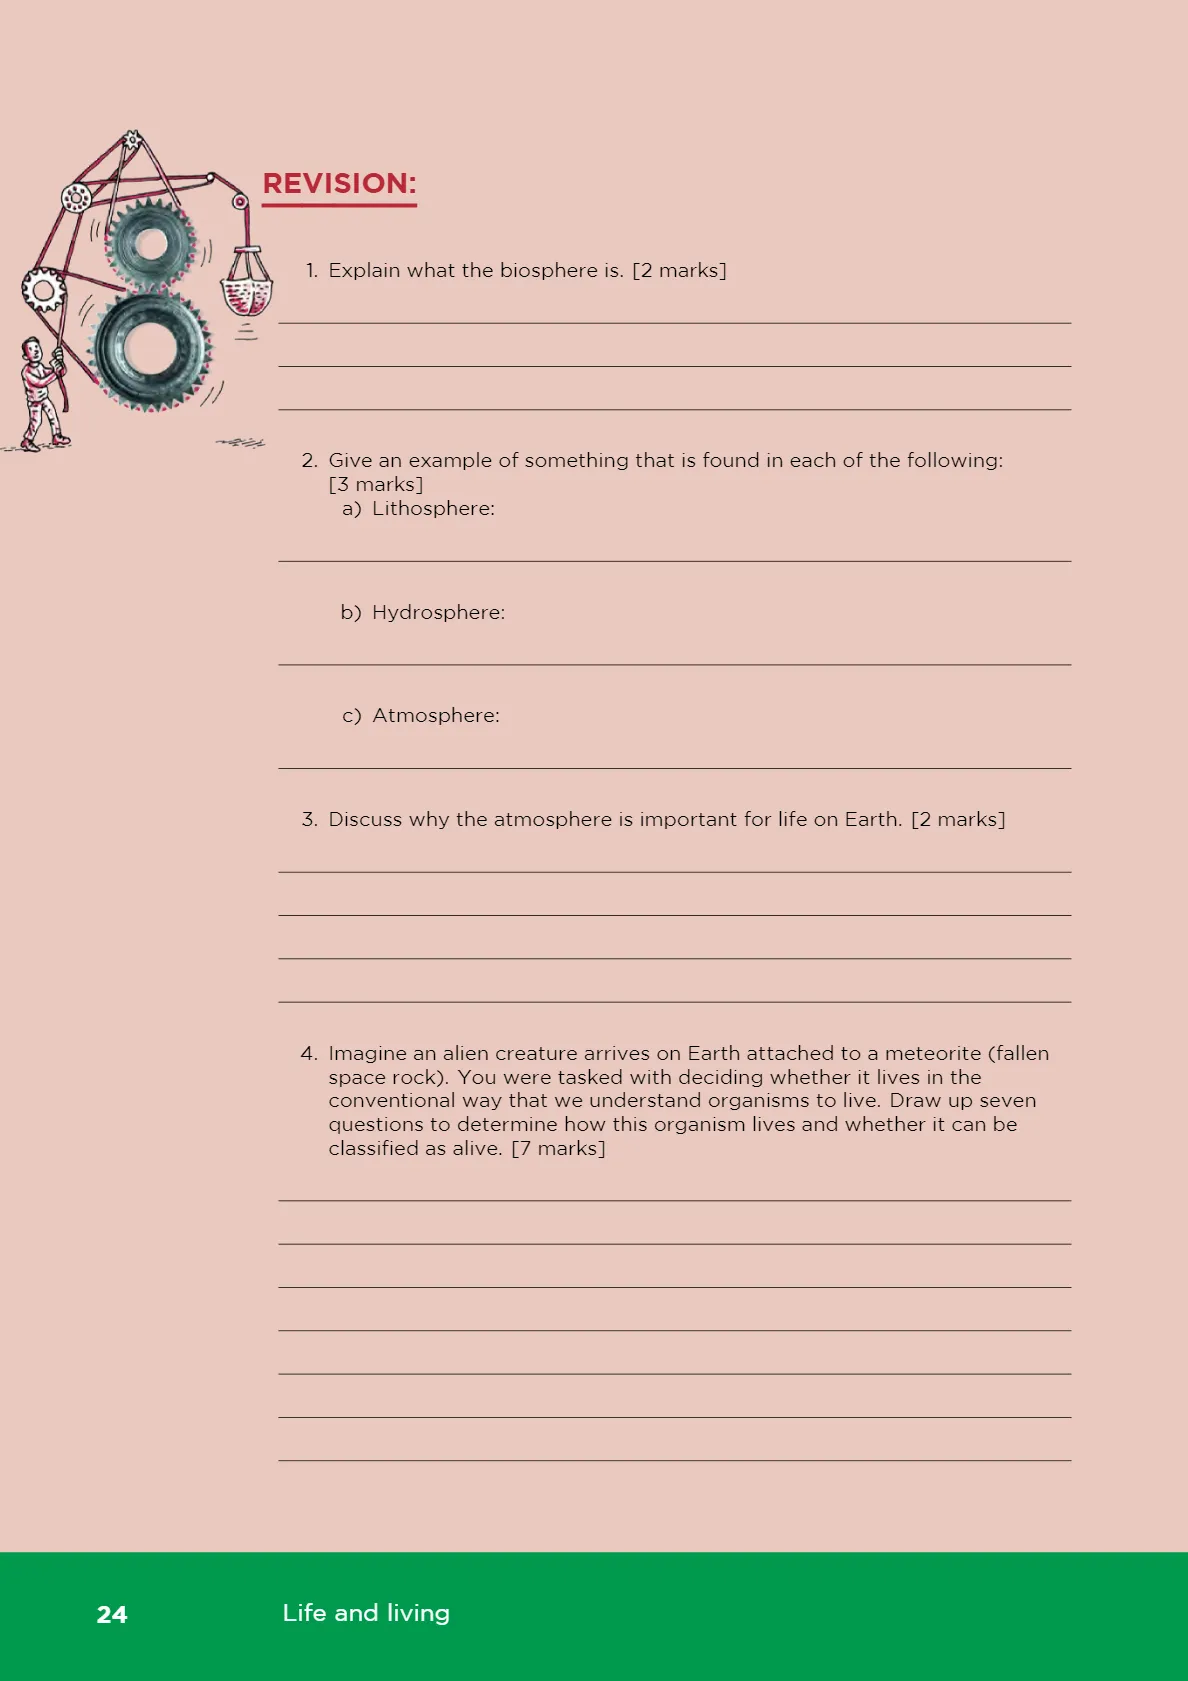 REVISION:
1. Explain what the biosphere is. [2 marks]
2. Give an example of something that is found in each of the following:
[3 marks]
a) Lithosphere:
b) Hydrosphere:
c) Atmosphere:
3. Discuss why the atmosphere is important for life on Earth. [2 marks]
4. Imagine an alien creature arrives on Earth attached to a meteorite (fallen
space rock). You were tasked with deciding whether it lives in the
conventional way that we understand organisms to live. Draw up seven
questions to determine how this organism lives and whether it can be
classified as alive. [7 marks]
24 Life and living